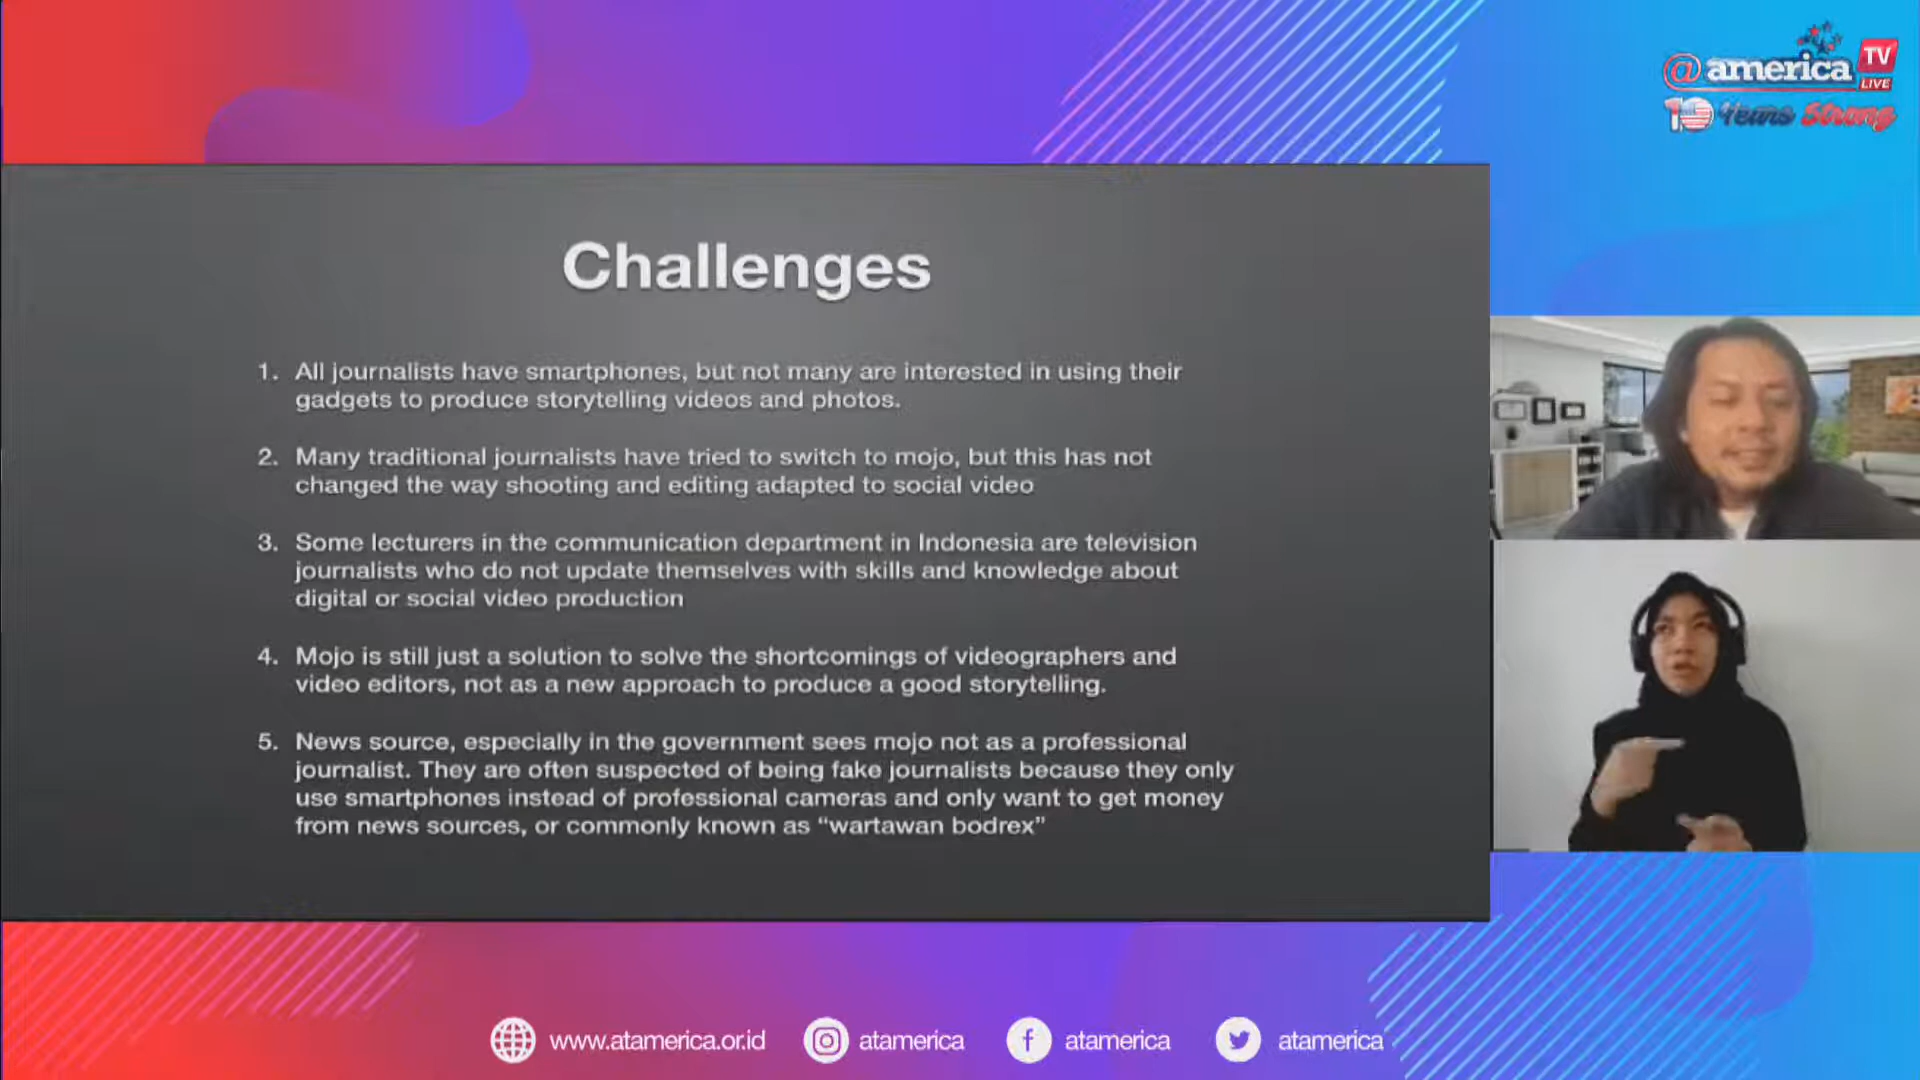 @america TV
LIVE
10 Years Strong
Challenges
1. All journalists have smartphones, but not many are interested in using their
gadgets to produce storytelling videos and photos.
2. Many traditional journalists have tried to switch to mojo, but this has not
changed the way shooting and editing adapted to social video
3. Some lecturers in the communication department in Indonesia are television
journalists who do not update themselves with skills and knowledge about
digital or social video production
4. Mojo is still just a solution to solve the shortcomings of videographers and
video editors, not as a new approach to produce a good storytelling.
5. News source, especially in the government sees mojo not as a professional
journalist. They are often suspected of being fake journalists because they only
use smartphones instead of professional cameras and only want to get money
from news sources, or commonly known as “wartawan bodrex”
www.atamerica.or.id atamerica atamerica atamerica